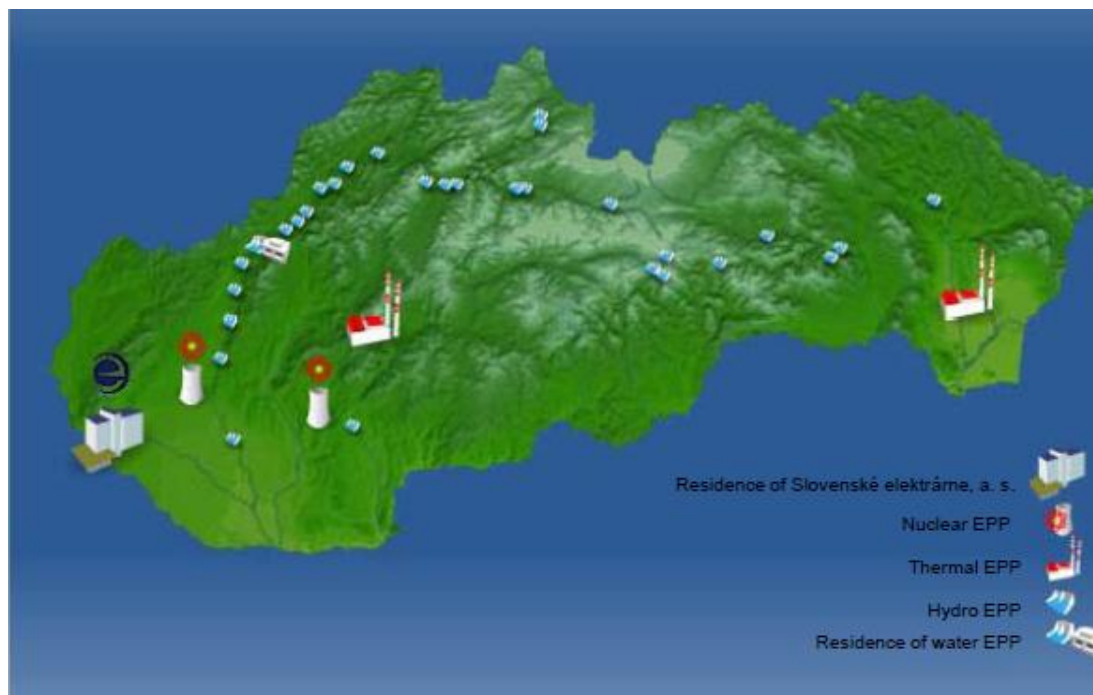 Residence of Slovenské elektrárne, a. s.
Nuclear EPP
Thermal EPP
Hydro EPP
Residence of water EPP